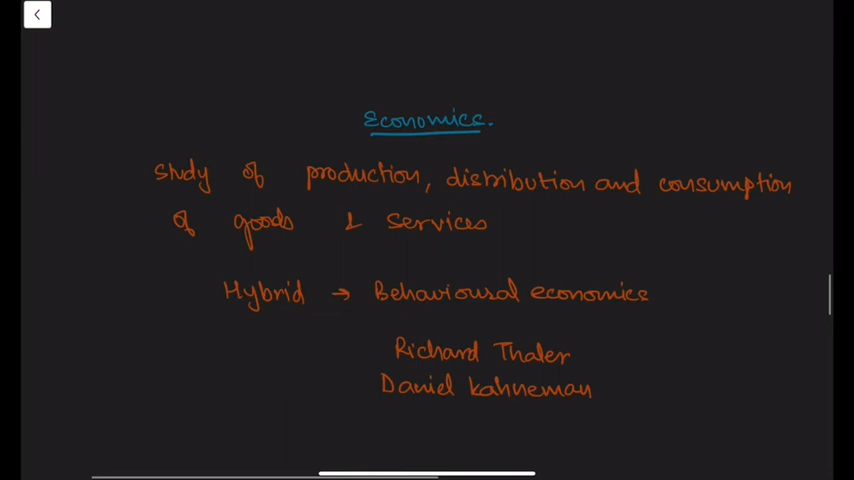 Economics.
Study of production, distribution and consumption
of goods & services
Hybrid → Behavioural economics
Richard Thaler
Daniel Kahneman